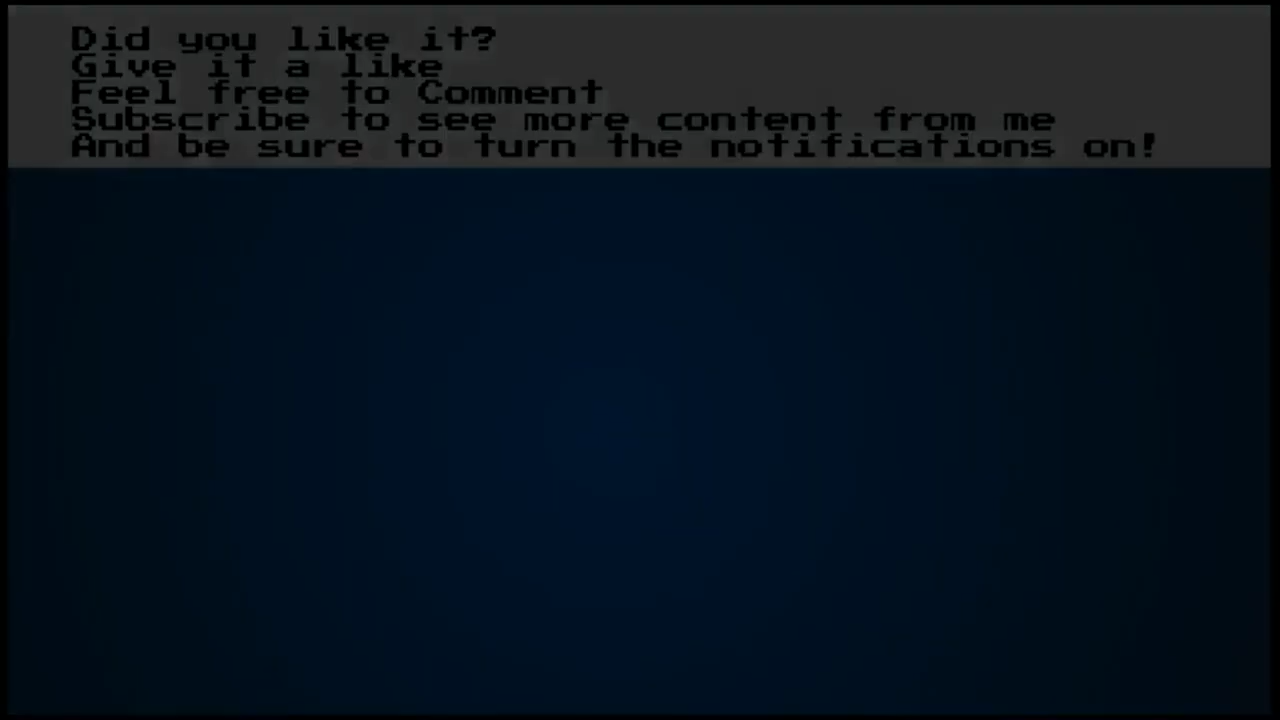 Did you like it?
Give it a like
Feel free to Comment
Subscribe to see more content from me
And be sure to turn the notifications on!